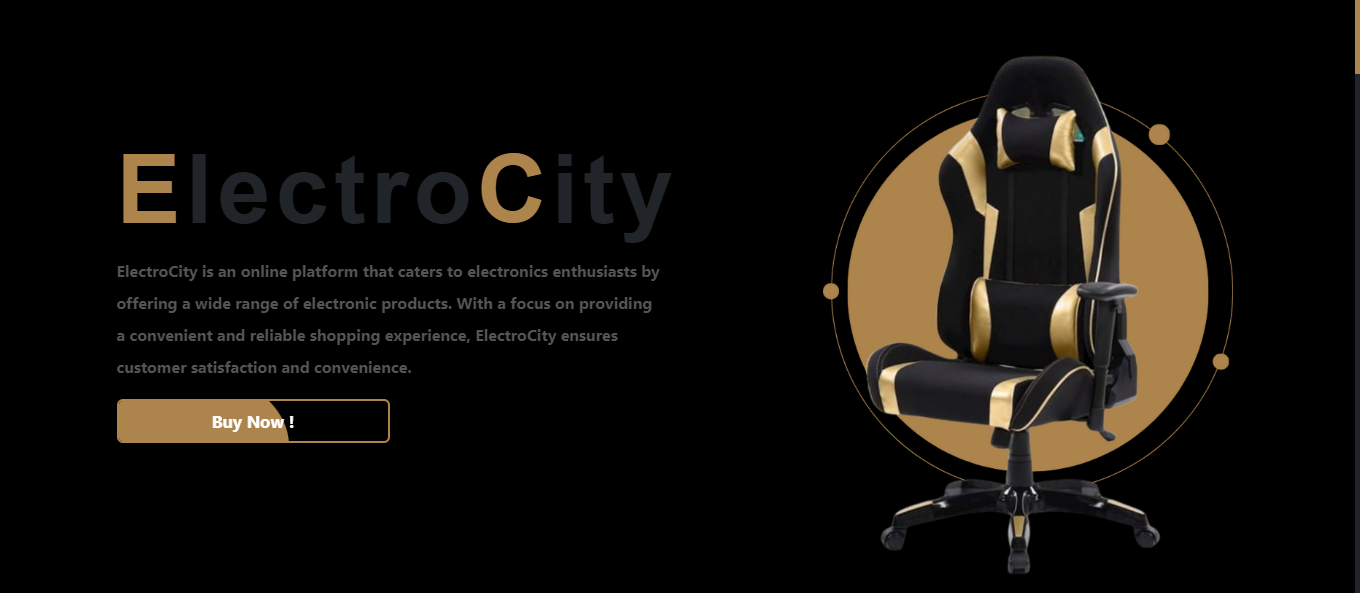 ElectroCity
ElectroCity is an online platform that caters to electronics enthusiasts by
offering a wide range of electronic products. With a focus on providing
a convenient and reliable shopping experience, ElectroCity ensures
customer satisfaction and convenience.
Buy Now !